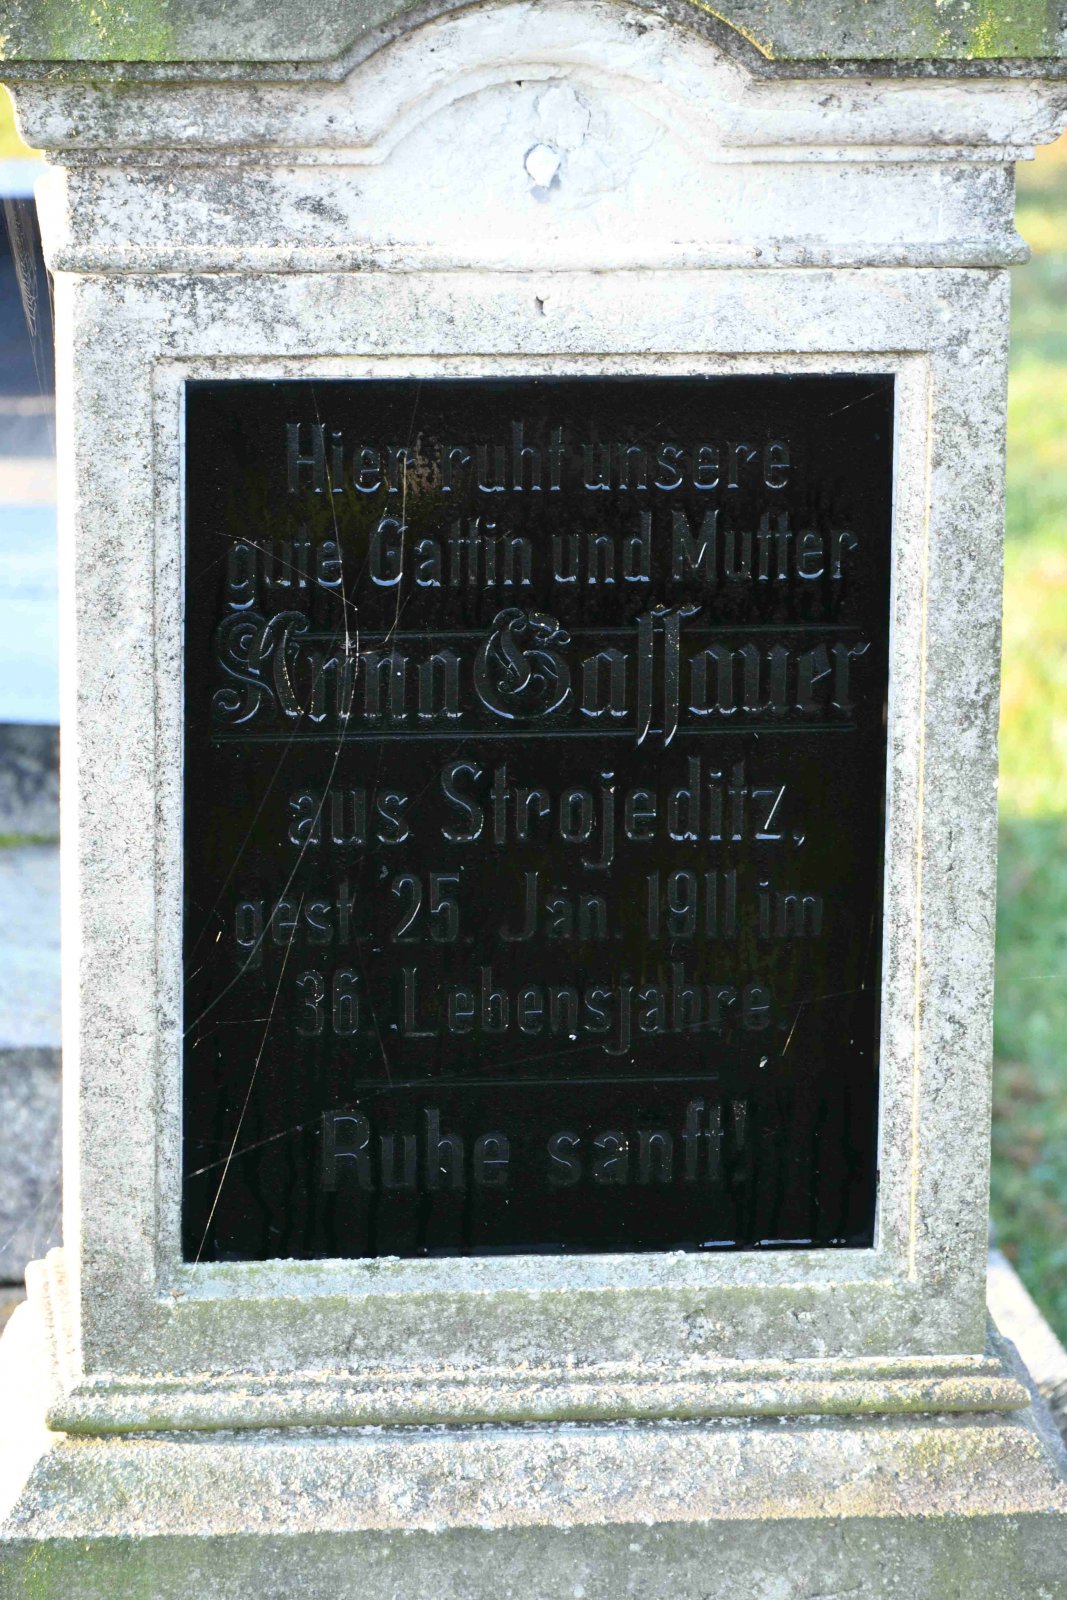 Hier ruht unsere
gute Gattin und Mutter
Anna Gassauer
aus Strojeditz,
gest. 25. Jän. 1911 im
36. Lebensjahre.
Ruhe sanft!